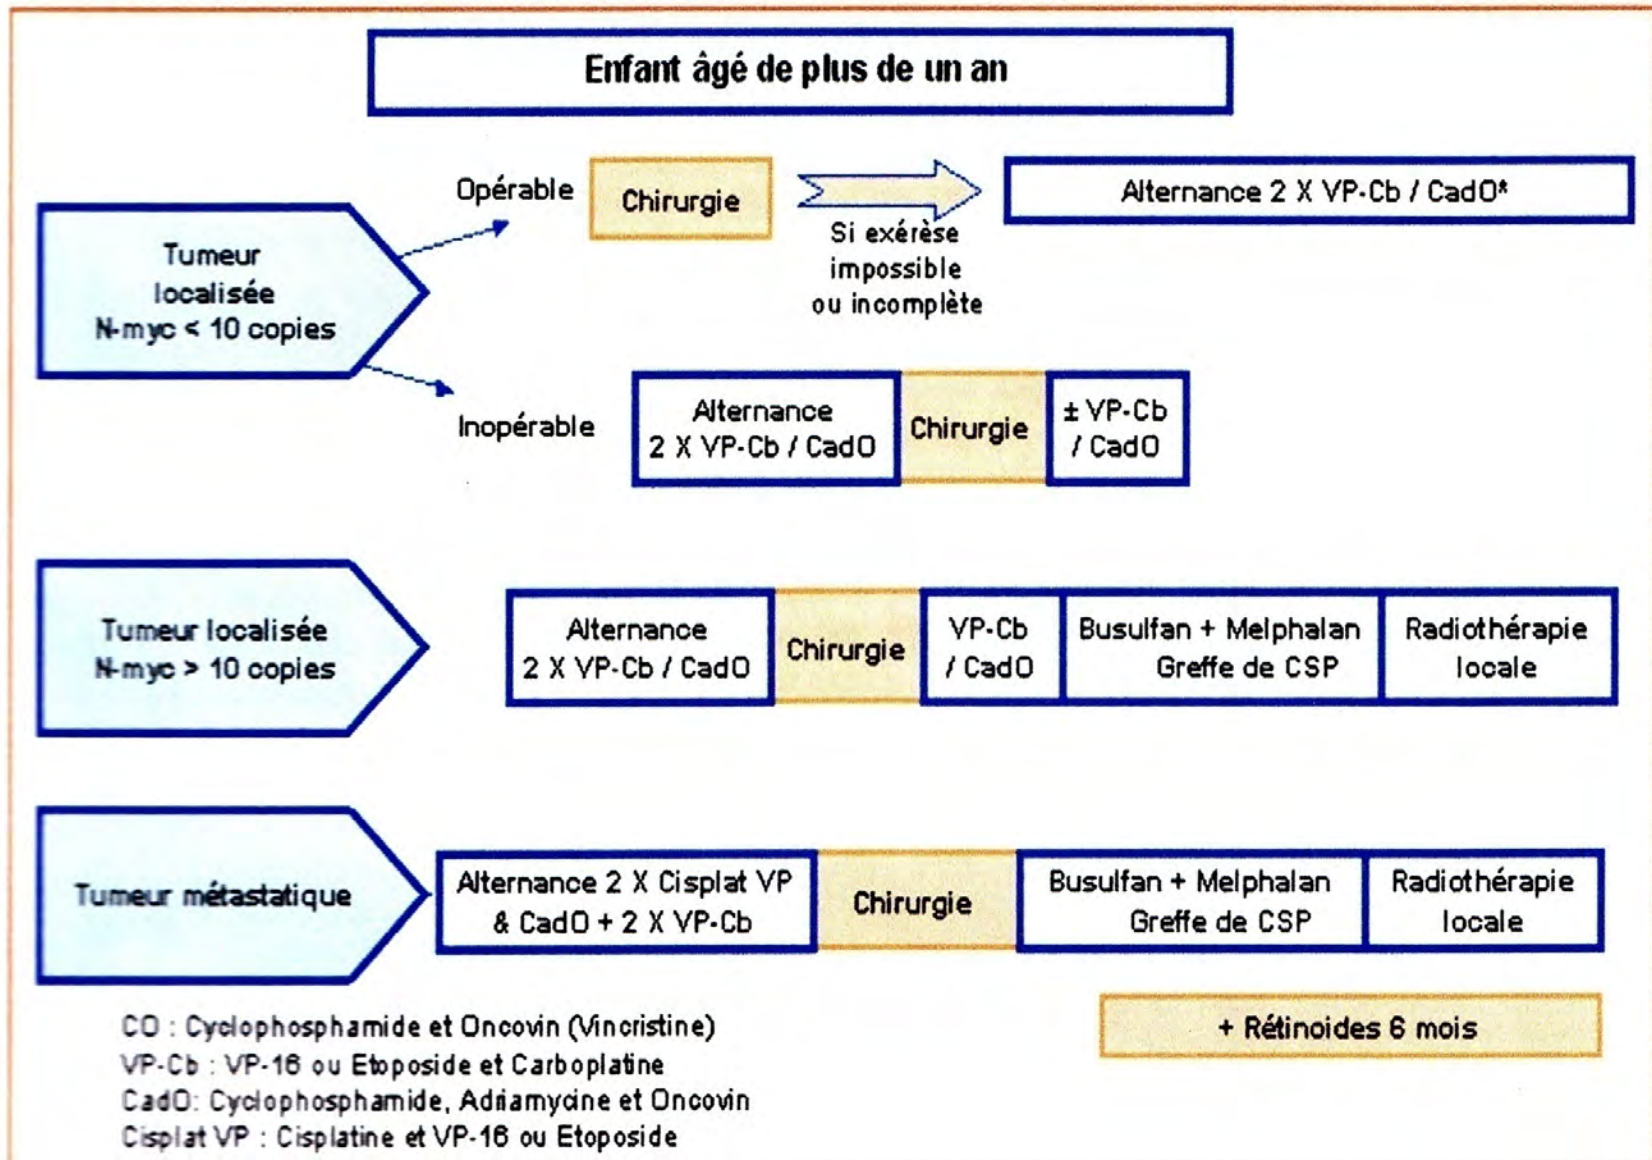 Enfant âgé de plus de un an
Tumeur
localisée
N-myc < 10 copies
Opérable
Chirurgie
Si exérèse
impossible
ou incomplète
Alternance 2 X VP-Cb / CadO*
Inopérable
Alternance
2 X VP-Cb / CadO
Chirurgie
± VP-Cb
/ CadO
Tumeur localisée
N-myc > 10 copies
Alternance
2 X VP-Cb / CadO
Chirurgie
VP-Cb
/ CadO
Busulfan + Melphalan
Greffe de CSP
Radiothérapie
locale
Tumeur métastatique
Alternance 2 X Cisplat VP
& CadO + 2 X VP-Cb
Chirurgie
Busulfan + Melphalan
Greffe de CSP
Radiothérapie
locale
+ Rétinoides 6 mois
CO : Cyclophosphamide et Oncovin (Vincristine)
VP-Cb : VP-16 ou Etoposide et Carboplatine
CadO: Cyclophosphamide, Adriamycine et Oncovin
Cisplat VP : Cisplatine et VP-16 ou Etoposide